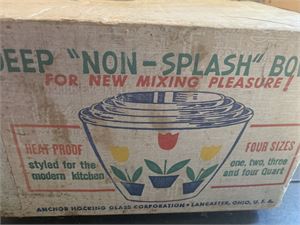 DEEP "NON-SPLASH" BO
FOR NEW MIXING PLEASURE!
HEAT PROOF
styled for the
modern kitchen
FOUR SIZES
one, two, three
and four Quart
ANCHOR HOCKING GLASS CORPORATION • LANCASTER, OHIO, U.S.A.